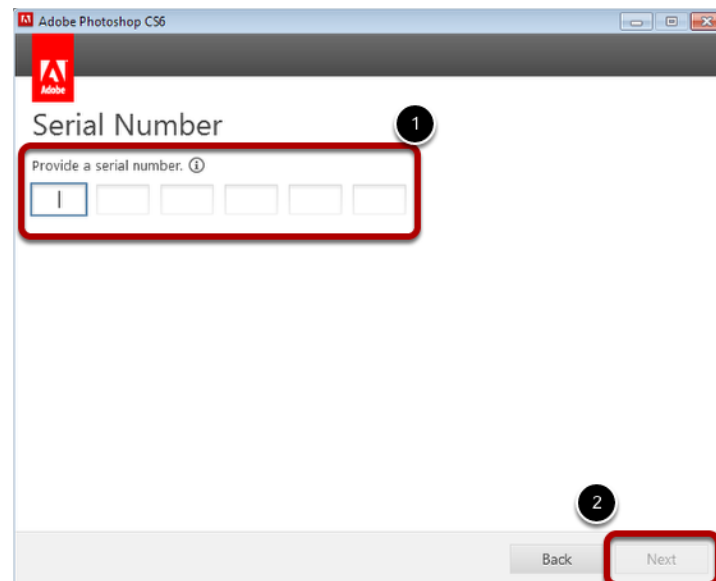 Adobe Photoshop CS6
Adobe
Serial Number
1
Provide a serial number.
2
Back
Next